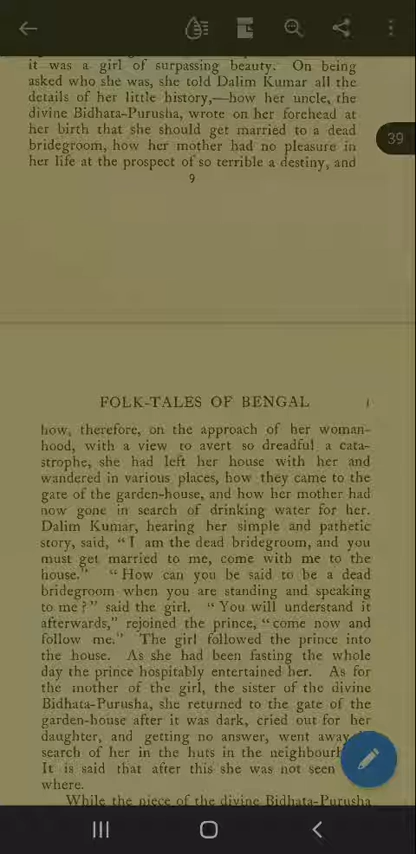 it was a girl of surpassing beauty. On being
asked who she was, she told Dalim Kumar all the
details of her little history,—how her uncle, the
divine Bidhata-Purusha, wrote on her forehead at
her birth that she should get married to a dead
bridegroom, how her mother had no pleasure in
her life at the prospect of so terrible a destiny, and
9
39
FOLK-TALES OF BENGAL
how, therefore, on the approach of her woman-
hood, with a view to avert so dreadful a cata-
strophe, she had left her house with her and
wandered in various places, how they came to the
gate of the garden-house, and how her mother had
now gone in search of drinking water for her.
Dalim Kumar, hearing her simple and pathetic
story, said, “I am the dead bridegroom, and you
must get married to me, come with me to the
house.” “How can you be said to be a dead
bridegroom when you are standing and speaking
to me?” said the girl. “You will understand it
afterwards,” rejoined the prince, “come now and
follow me.” The girl followed the prince into
the house. As she had been fasting the whole
day the prince hospitably entertained her. As for
the mother of the girl, the sister of the divine
Bidhata-Purusha, she returned to the gate of the
garden-house after it was dark, cried out for her
daughter, and getting no answer, went away
search of her in the huts in the neighbour
It is said that after this she was not seen
where.
While the piece of the divine Bidhata-Purusha